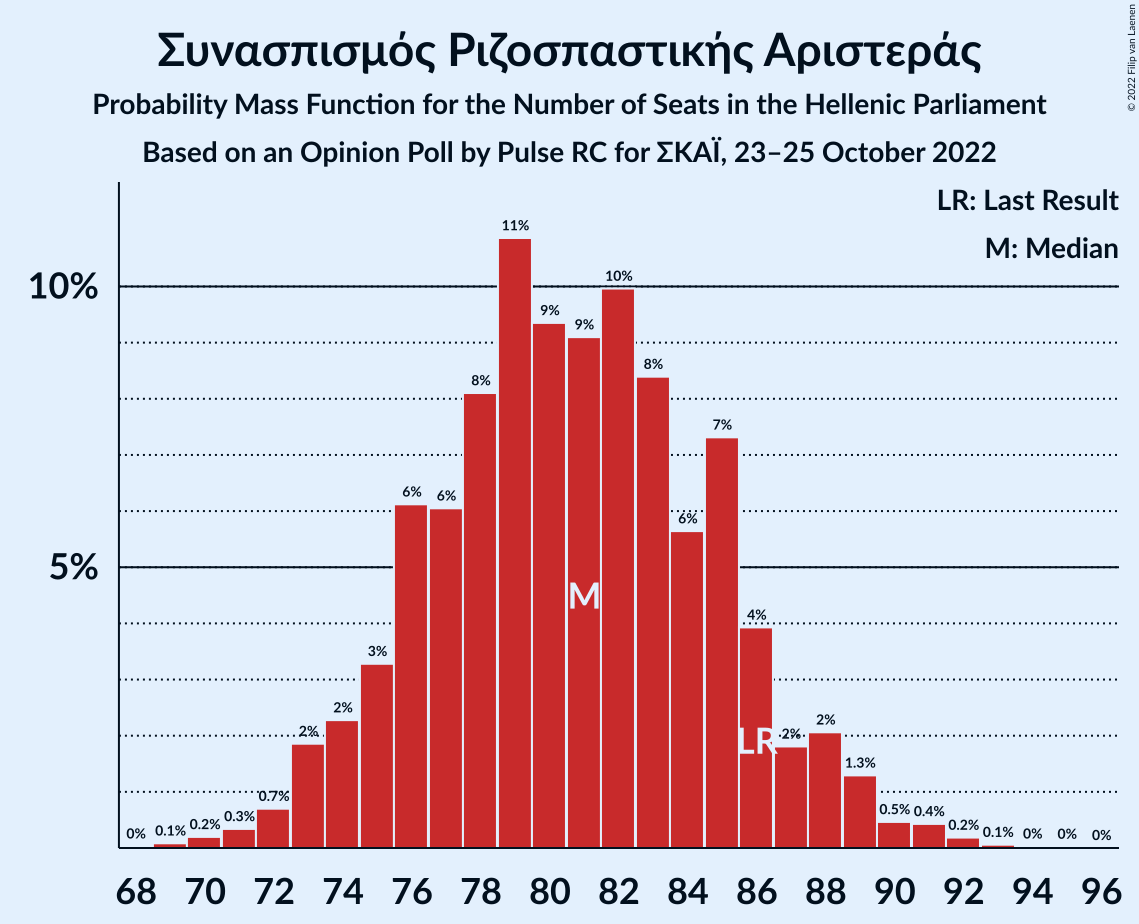 Συνασπισμός Ριζοσπαστικής Αριστεράς
Probability Mass Function for the Number of Seats in the Hellenic Parliament
Based on an Opinion Poll by Pulse RC for ΣΚΑΪ, 23–25 October 2022
© 2022 Filip van Laenen
LR: Last Result
M: Median
10%
5%
0% 0.1% 0.2% 0.3% 0.7% 2% 2% 3% 6% 6% 8% 11% 9% 9% 10% 8% 6% 7% 4% 2% 2% 1.3% 0.5% 0.4% 0.2% 0.1% 0% 0% 0%
M
LR
68 70 72 74 76 78 80 82 84 86 88 90 92 94 96